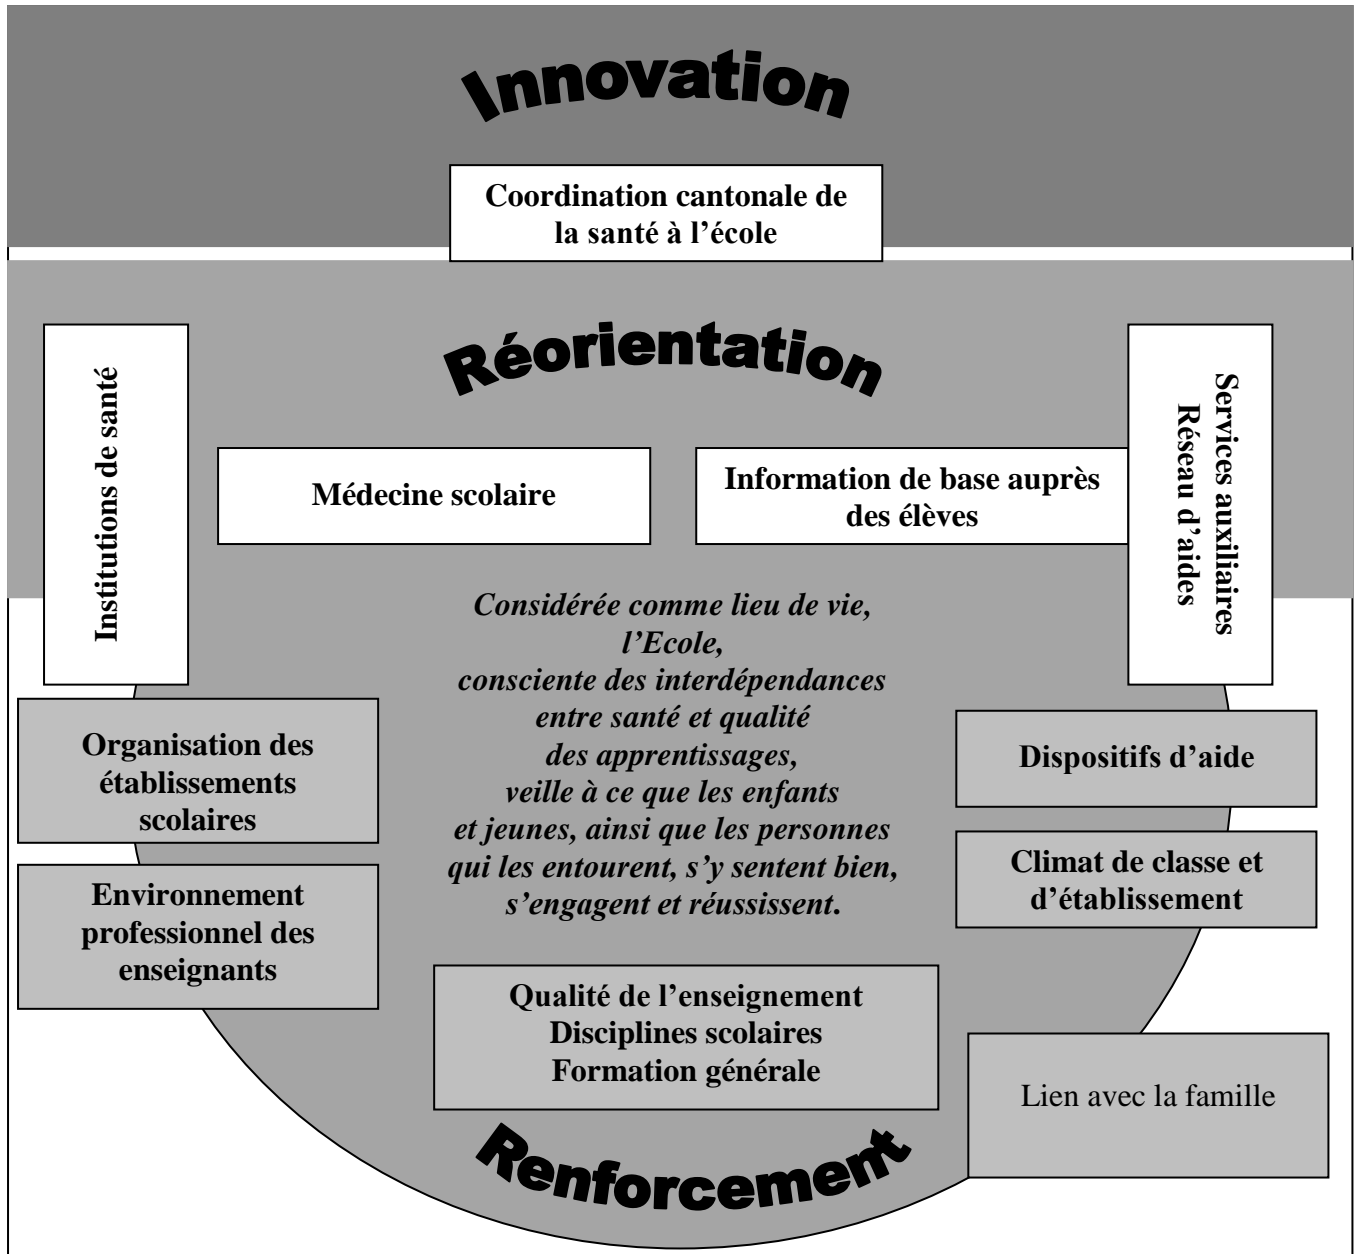 Innovation
Coordination cantonale de
la santé à l’école
Réorientation
Institutions de santé
Médecine scolaire
Information de base auprès
des élèves
Services auxiliaires
Réseau d’aides
Considérée comme lieu de vie,
l’Ecole,
consciente des interdépendances
entre santé et qualité
des apprentissages,
veille à ce que les enfants
et jeunes, ainsi que les personnes
qui les entourent, s’y sentent bien,
s’engagent et réussissent.
Organisation des
établissements
scolaires
Dispositifs d’aide
Environnement
professionnel des
enseignants
Climat de classe et
d’établissement
Qualité de l’enseignement
Disciplines scolaires
Formation générale
Lien avec la famille
Renforcement